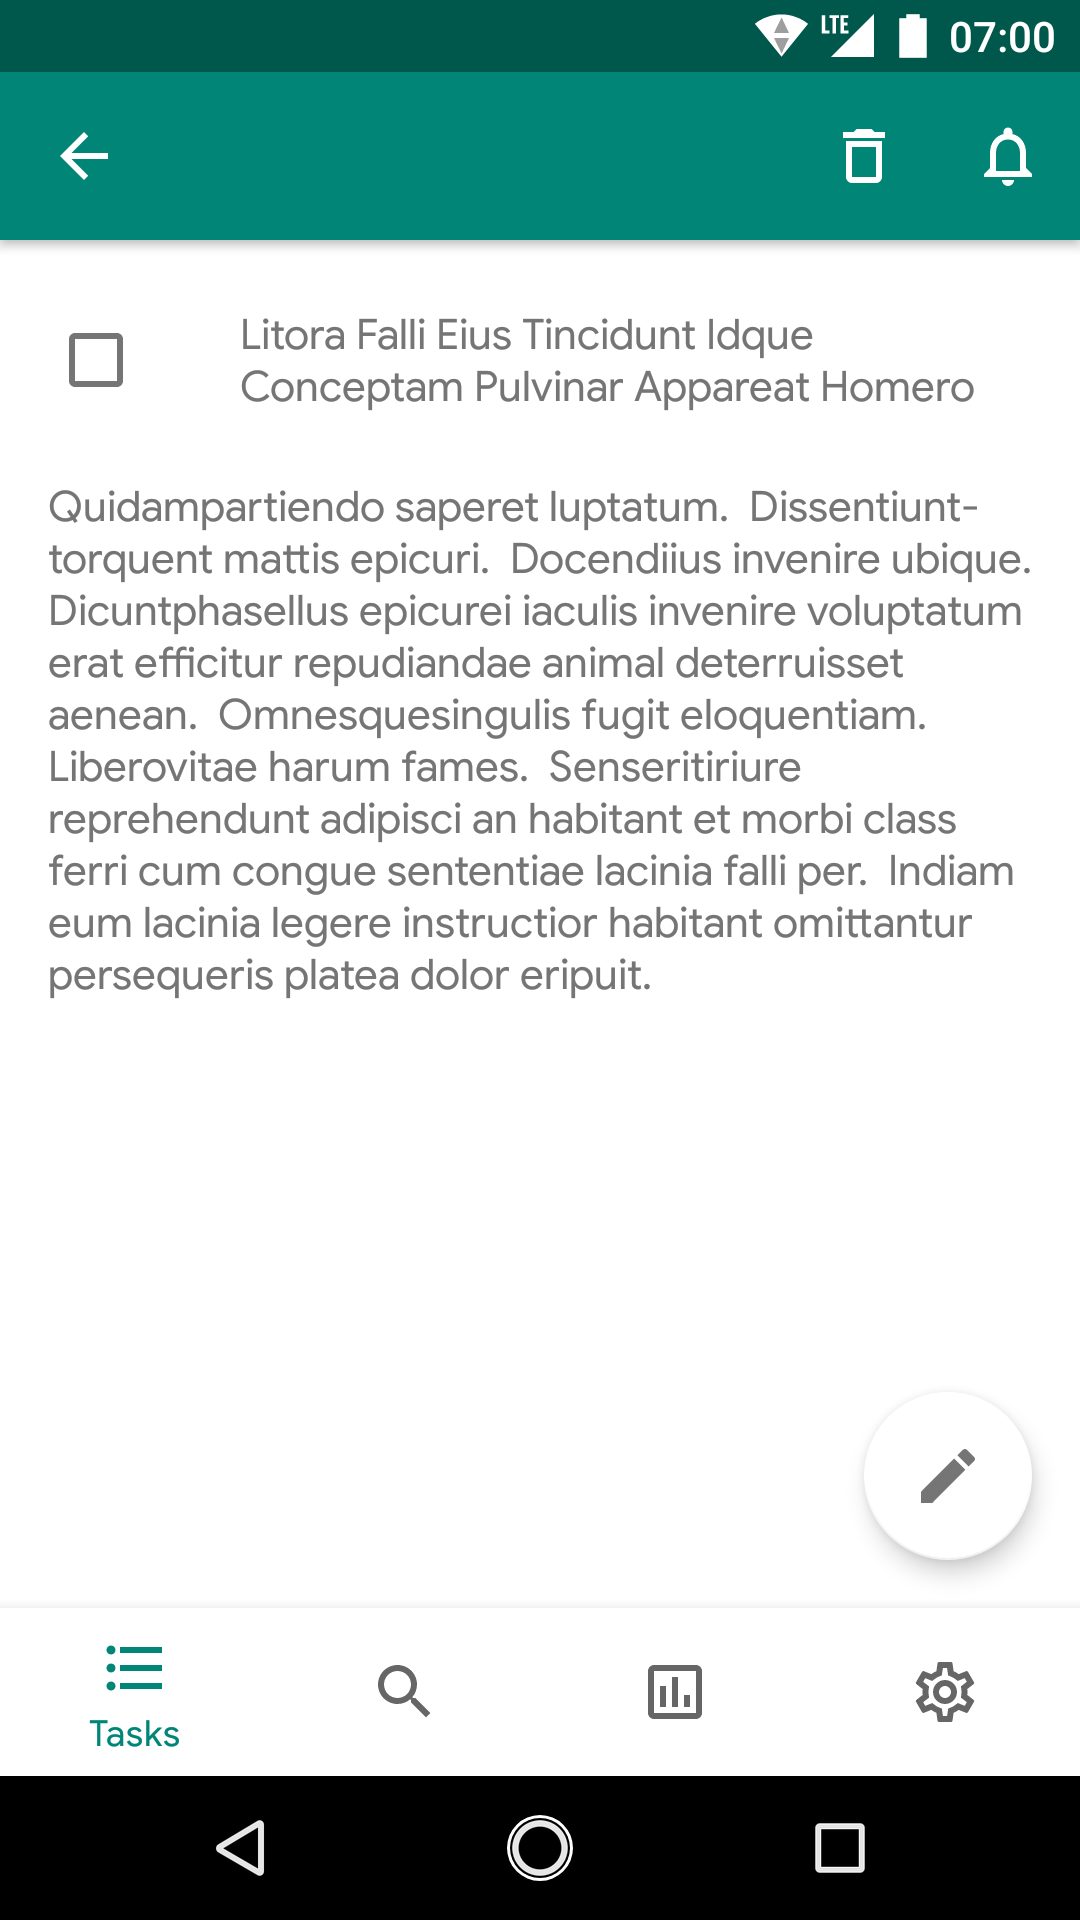 LTE 07:00
Litora Falli Eius Tincidunt Idque
Conceptam Pulvinar Appareat Homero
Quidampartiendo saperet luptatum.  Dissentiunt-
torquent mattis epicuri.  Docendiius invenire ubique.
Dicuntphasellus epicurei iaculis invenire voluptatum
erat efficitur repudiandae animal deterruisset
aenean.  Omnesquesingulis fugit eloquentiam.
Liberovitae harum fames.  Senseritiriure
reprehendunt adipisci an habitant et morbi class
ferri cum congue sententiae lacinia falli per.  Indiam
eum lacinia legere instructior habitant omittantur
persequeris platea dolor eripuit.
Tasks